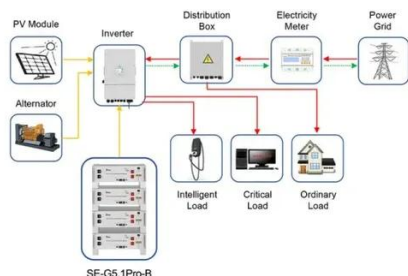 PV Module
Inverter
Distribution
Box
Electricity
Meter
Power
Grid
Alternator
Intelligent
Load
Critical
Load
Ordinary
Load
SE-G5.1Pro-B